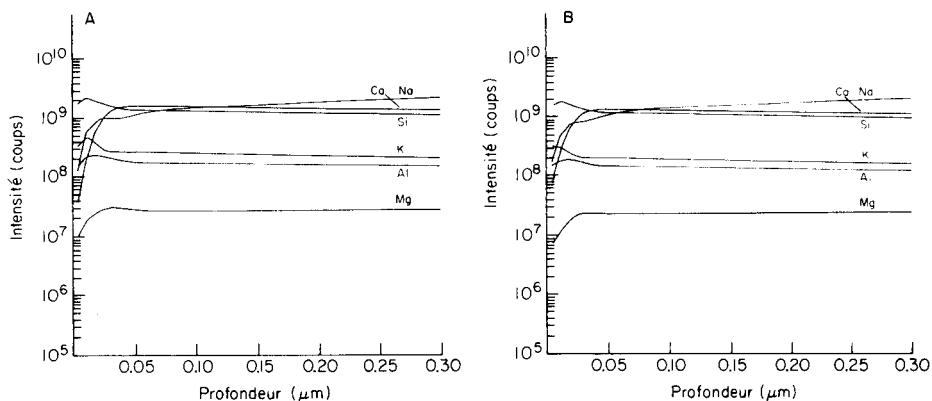 A
Intensité (coups)
10¹⁰
10⁹
10⁸
10⁷
10⁶
10⁵
Ca Na
Si
K
Al
Mg
0.05 0.10 0.15 0.20 0.25 0.30
Profondeur (μm)
B
Intensité (coups)
10¹⁰
10⁹
10⁸
10⁷
10⁶
10⁵
Ca Na
Si
K
Al
Mg
0.05 0.10 0.15 0.20 0.25 0.30
Profondeur (μm)